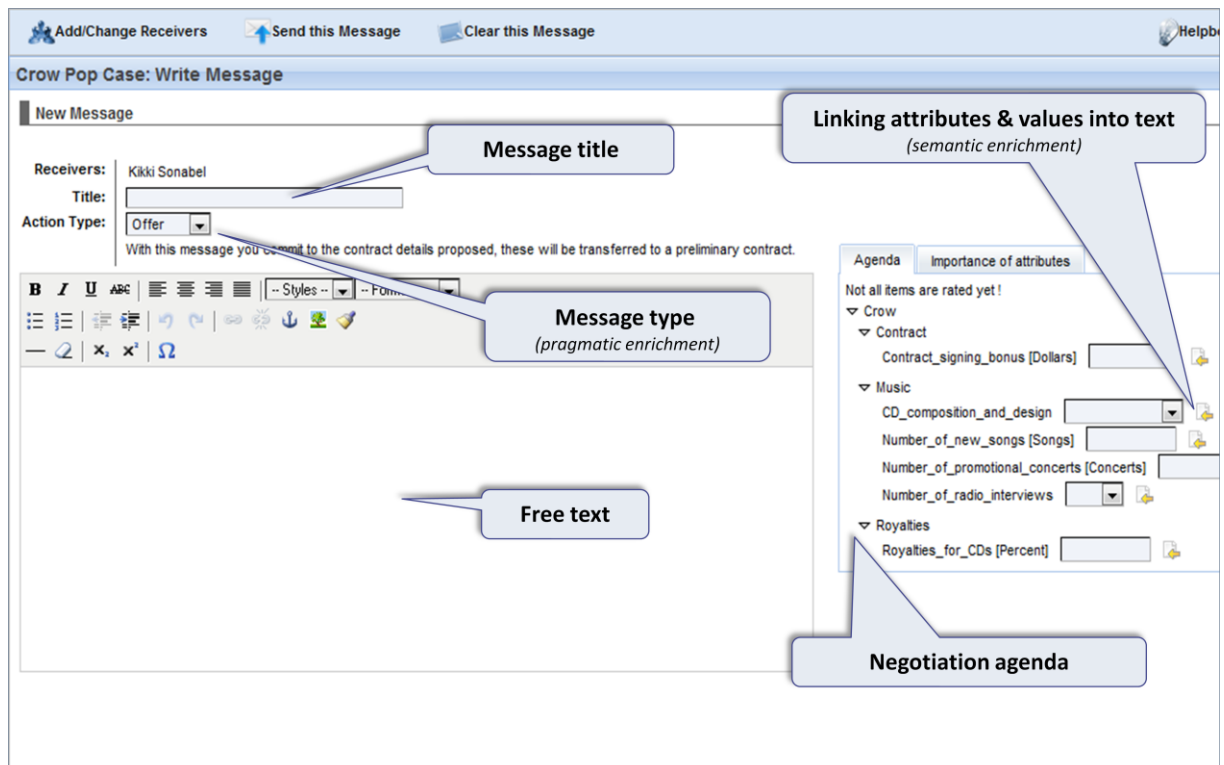 Add/Change Receivers Send this Message Clear this Message
Crow Pop Case: Write Message
New Message
Linking attributes & values into text
(semantic enrichment)
Message title
Receivers: Kikki Sonabel
Title:
Action Type: Offer
With this message you commit to the contract details proposed, these will be transferred to a preliminary contract.
Agenda Importance of attributes
B I U ABC -- Styles --
Not all items are rated yet !
Crow
Message type
(pragmatic enrichment)
Contract
Contract_signing_bonus [Dollars]
Music
CD_composition_and_design
Number_of_new_songs [Songs]
Number_of_promotional_concerts [Concerts]
Number_of_radio_interviews
Free text
Royalties
Royalties_for_CDs [Percent]
Negotiation agenda